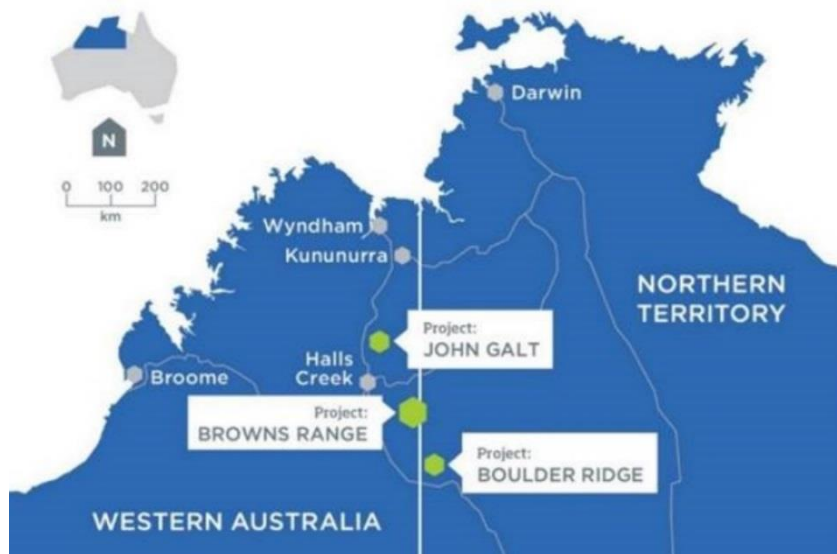 N
0 100 200
km
Darwin
Wyndham
Kununurra
NORTHERN
TERRITORY
Project:
JOHN GALT
Halls
Creek
Broome
Project:
BROWNS RANGE
Project:
BOULDER RIDGE
WESTERN AUSTRALIA